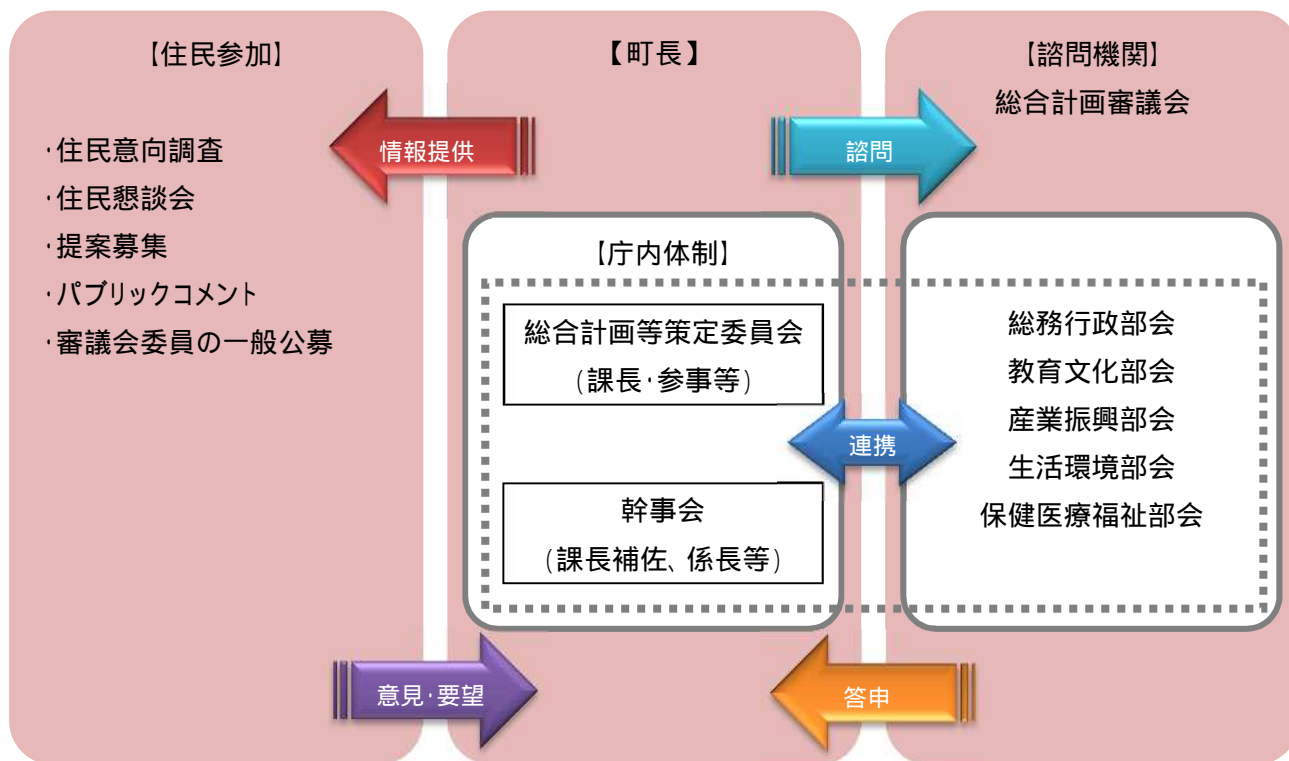 【住民参加】
・住民意向調査
・住民懇談会
・提案募集
・パブリックコメント
・審議会委員の一般公募
【町長】
情報提供
諮問
【庁内体制】
総合計画等策定委員会
(課長・参事等)
幹事会
(課長補佐、係長等)
連携
意見・要望
答申
【諮問機関】
総合計画審議会
総務行政部会
教育文化部会
産業振興部会
生活環境部会
保健医療福祉部会